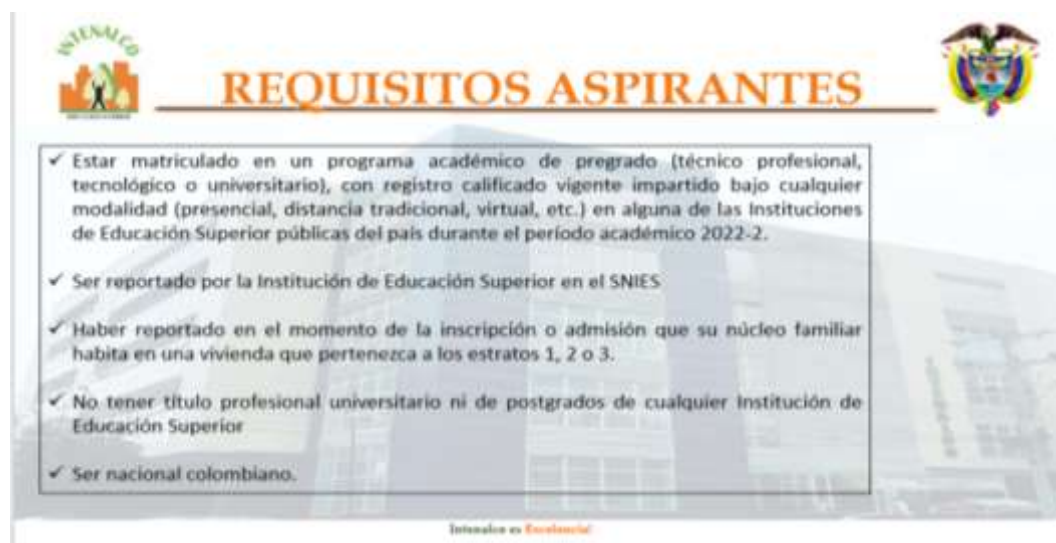 INTENALCO
REQUISITOS ASPIRANTES
✓ Estar matriculado en un programa académico de pregrado (técnico profesional,
tecnológico o universitario), con registro calificado vigente impartido bajo cualquier
modalidad (presencial, distancia tradicional, virtual, etc.) en alguna de las Instituciones
de Educación Superior públicas del país durante el período académico 2022-2.
✓ Ser reportado por la Institución de Educación Superior en el SNIES
✓ Haber reportado en el momento de la inscripción o admisión que su núcleo familiar
habita en una vivienda que pertenezca a los estratos 1, 2 o 3.
✓ No tener título profesional universitario ni de postgrados de cualquier Institución de
Educación Superior
✓ Ser nacional colombiano.
Intenalco es Excelencia!